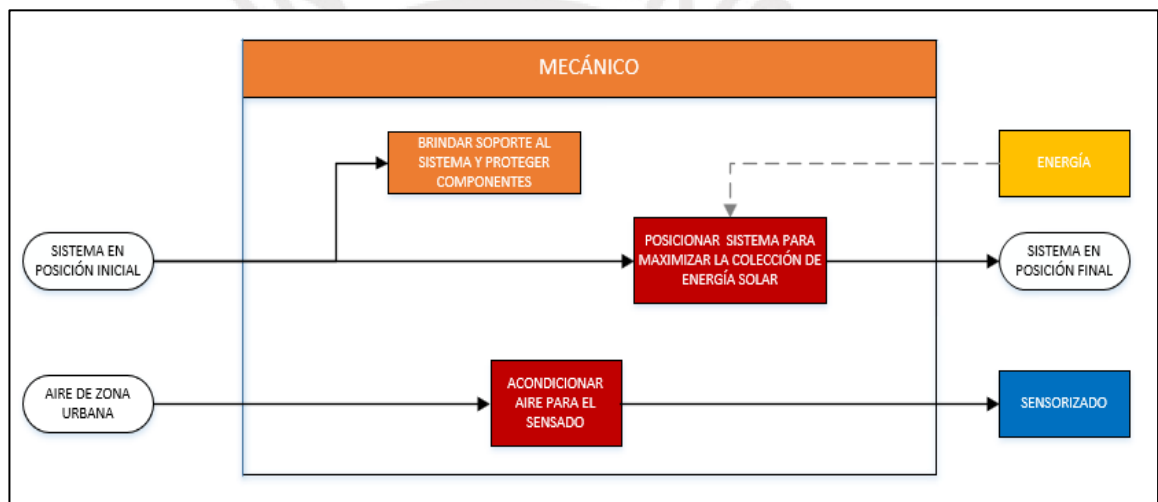 MECÁNICO
BRINDAR SOPORTE AL
SISTEMA Y PROTEGER
COMPONENTES
ENERGÍA
SISTEMA EN
POSICIÓN INICIAL
POSICIONAR SISTEMA PARA
MAXIMIZAR LA COLECCIÓN DE
ENERGÍA SOLAR
SISTEMA EN
POSICIÓN FINAL
AIRE DE ZONA
URBANA
ACONDICIONAR
AIRE PARA EL
SENSADO
SENSORIZADO